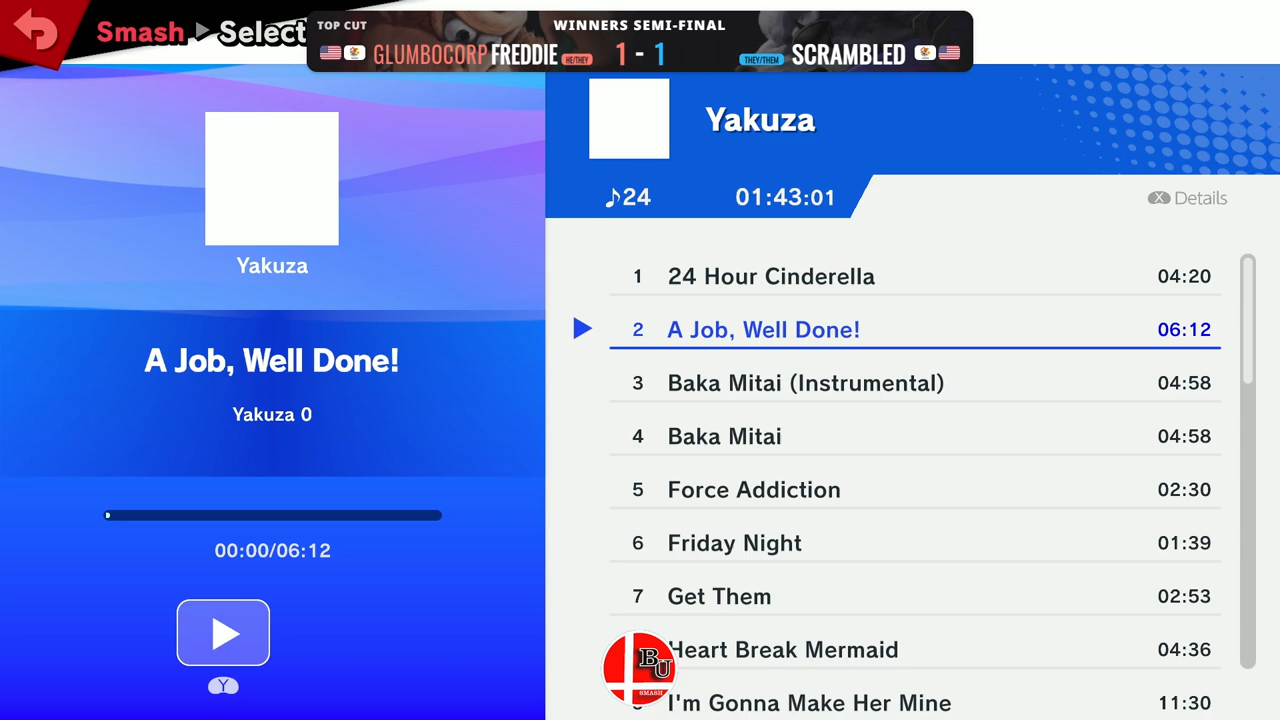 Smash ▶ Select
TOP CUT
WINNERS SEMI-FINAL
GLUMBOCORP FREDDIE HE/THEY 1 - 1 THEY/THEM SCRAMBLED
Yakuza
A Job, Well Done!
Yakuza 0
00:00/06:12
Y
Yakuza
♪24 01:43:01
X Details
1 24 Hour Cinderella 04:20
2 A Job, Well Done! 06:12
3 Baka Mitai (Instrumental) 04:58
4 Baka Mitai 04:58
5 Force Addiction 02:30
6 Friday Night 01:39
7 Get Them 02:53
Heart Break Mermaid 04:36
I'm Gonna Make Her Mine 11:30
BU
SMASH